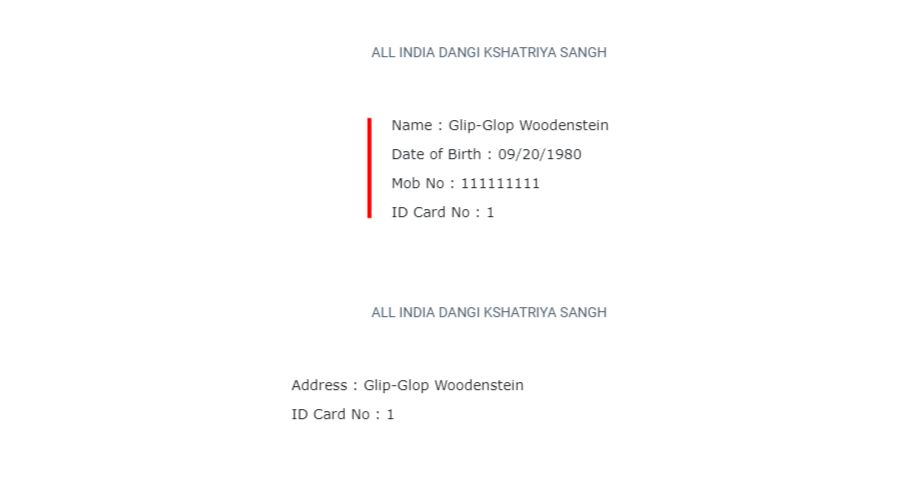 ALL INDIA DANGI KSHATRIYA SANGH
Name : Glip-Glop Woodenstein
Date of Birth : 09/20/1980
Mob No : 111111111
ID Card No : 1
ALL INDIA DANGI KSHATRIYA SANGH
Address : Glip-Glop Woodenstein
ID Card No : 1